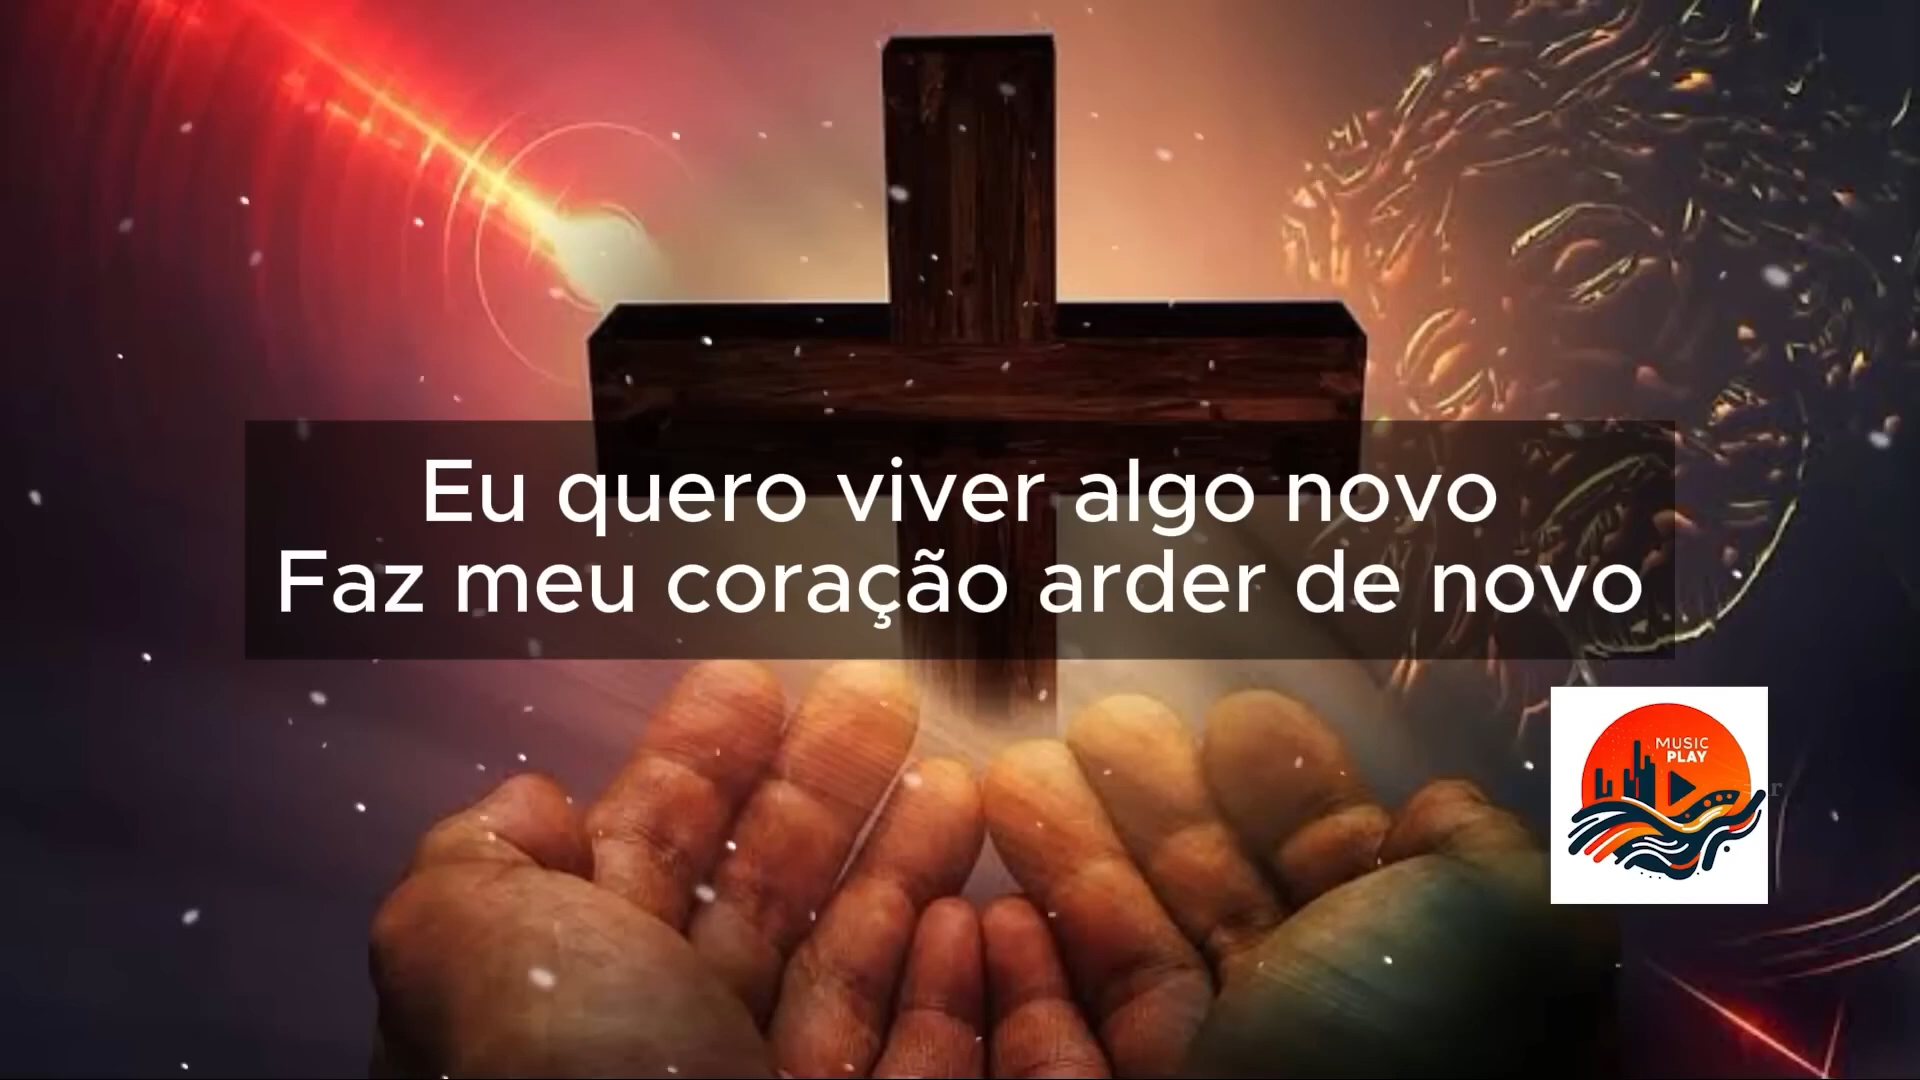 Eu quero viver algo novo
Faz meu coração arder de novo
MUSIC
PLAY
r